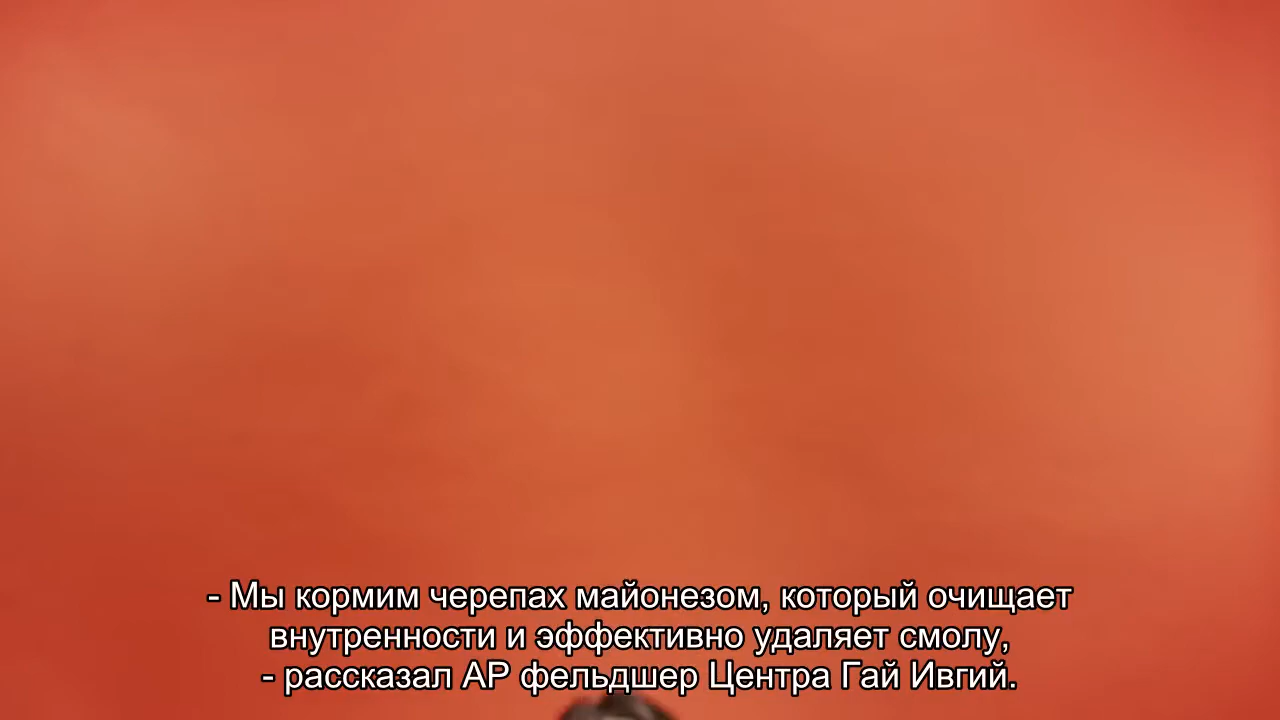 - Мы кормим черепах майонезом, который очищает
внутренности и эффективно удаляет смолу,
- рассказал AP фельдшер Центра Гай Ивгий.